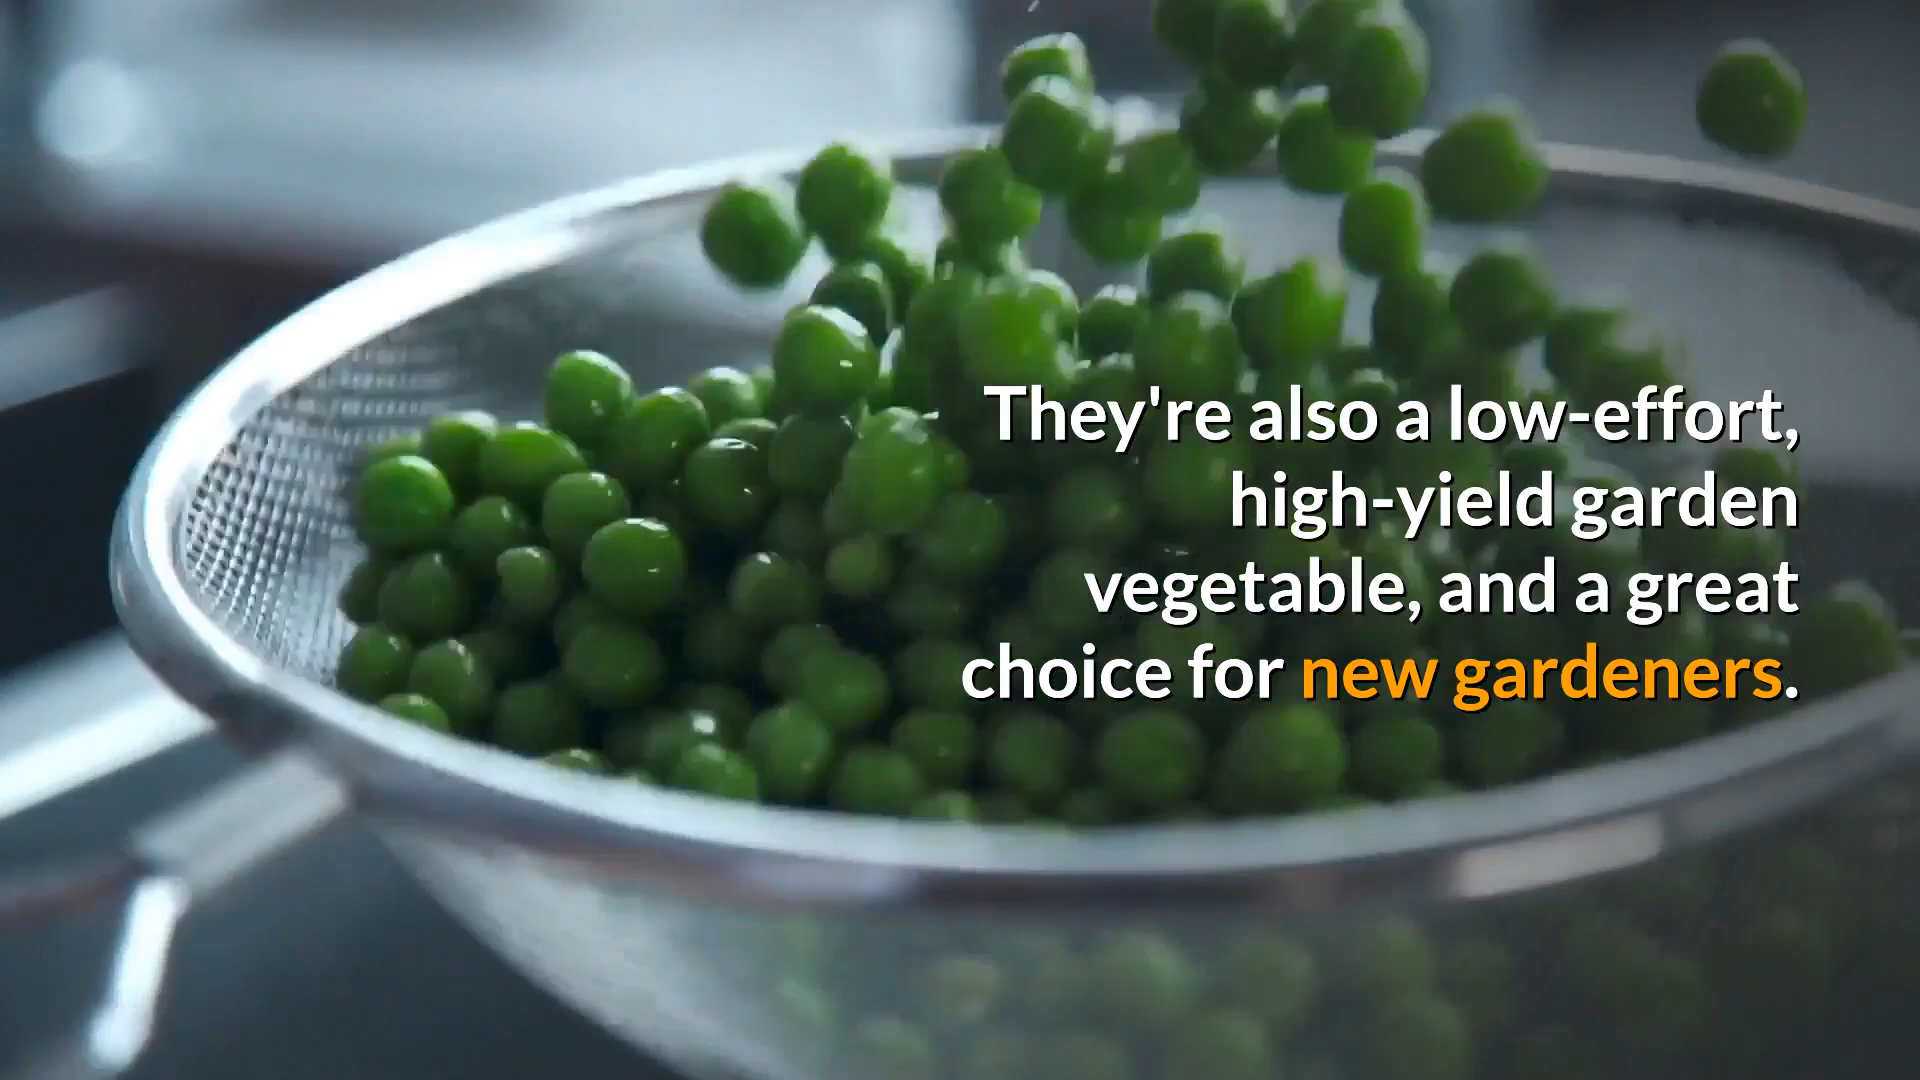 They're also a low-effort,
high-yield garden
vegetable, and a great
choice for new gardeners.